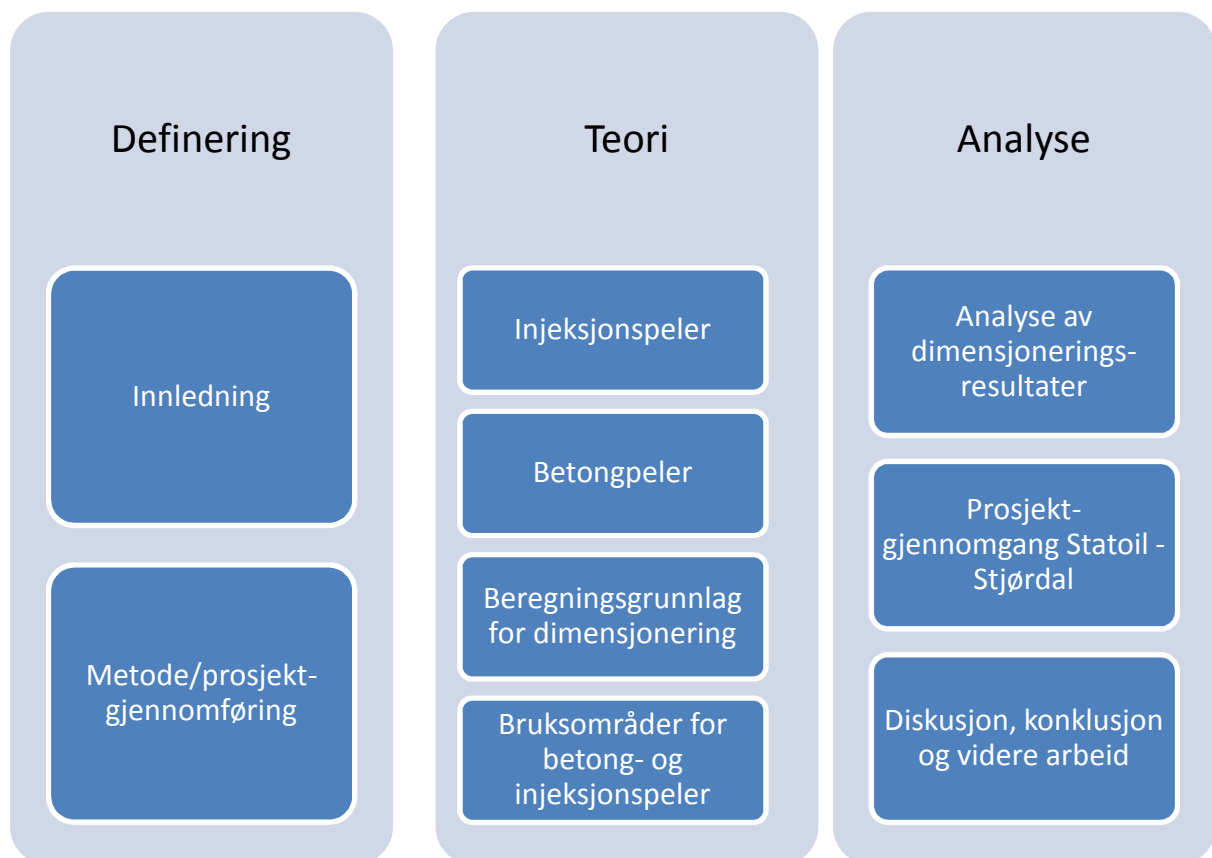 Definering
Innledning
Metode/prosjekt-
gjennomføring
Teori
Injeksjonspeler
Betongpeler
Beregningsgrunnlag
for dimensjonering
Bruksområder for
betong- og
injeksjonspeler
Analyse
Analyse av
dimensjonerings-
resultater
Prosjekt-
gjennomgang Statoil -
Stjørdal
Diskusjon, konklusjon
og videre arbeid